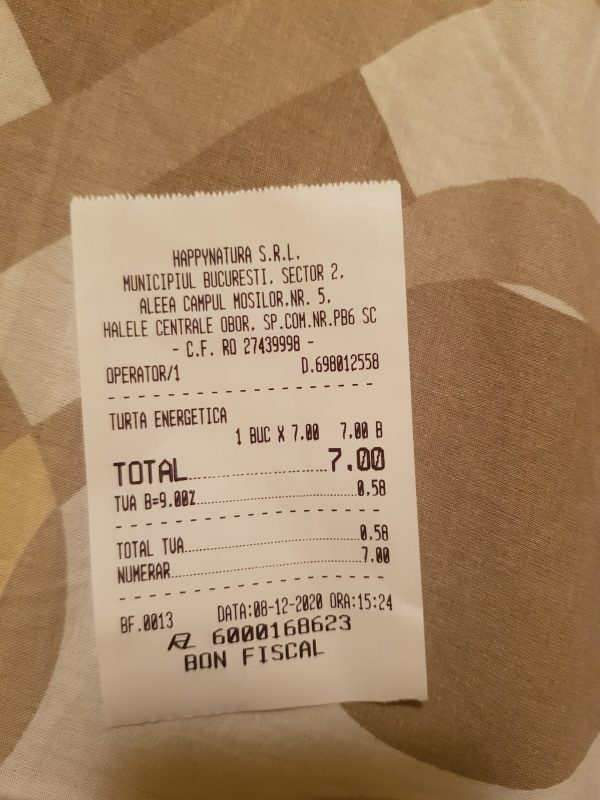 HAPPYNATURA S.R.L.
MUNICIPIUL BUCURESTI, SECTOR 2,
ALEEA CAMPUL MOSILOR.NR. 5,
HALELE CENTRALE OBOR, SP.COM.NR.PB6 SC
- C.F. RO 27439998 -
OPERATOR/1 D.698012558
TURTA ENERGETICA
1 BUC X 7.00 7.00 B
TOTAL 7.00
TVA B=9.00% 0.58
TOTAL TVA 0.58
NUMERAR 7.00
BF.0013 DATA:08-12-2020 ORA:15:24
6000168623
BON FISCAL